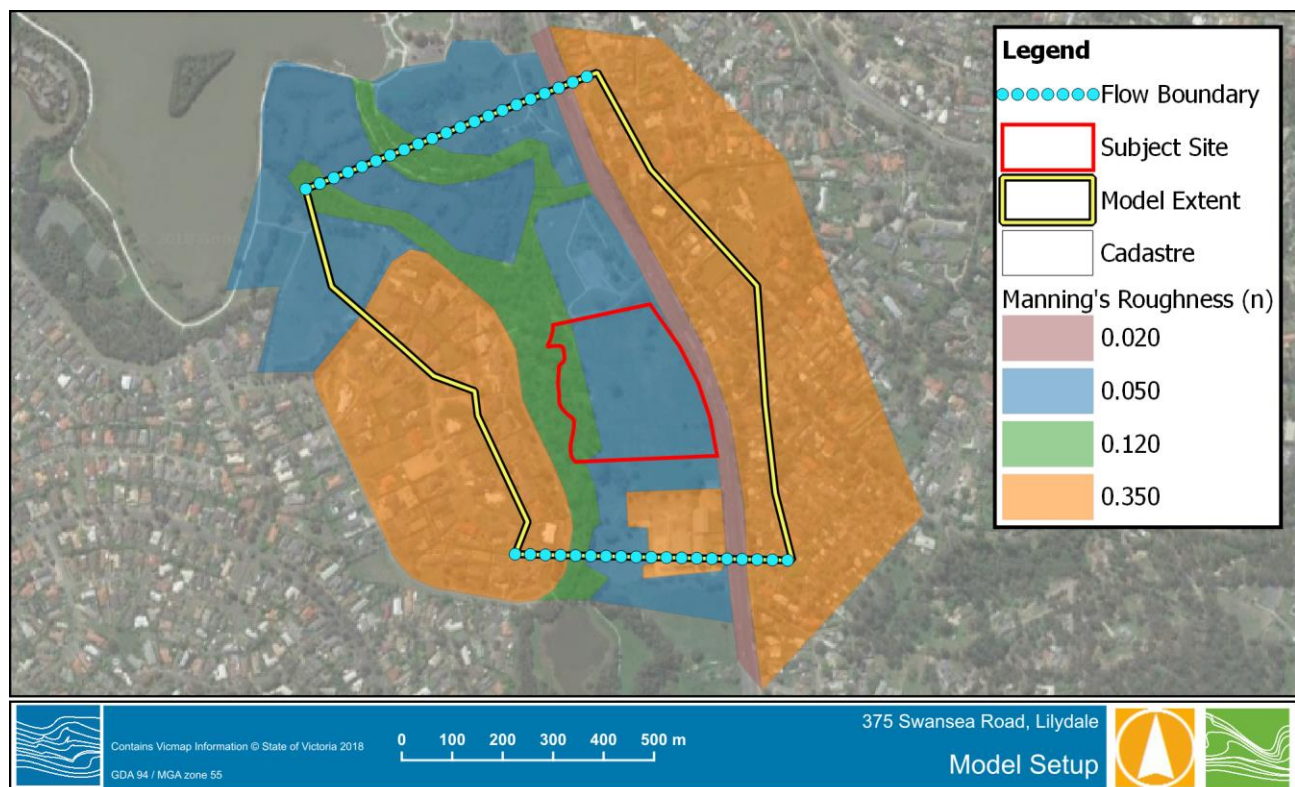 Legend
Flow Boundary
Subject Site
Model Extent
Cadastre
Manning's Roughness (n)
0.020
0.050
0.120
0.350
Contains Vicmap Information © State of Victoria 2018
GDA 94 / MGA zone 55
0 100 200 300 400 500 m
375 Swansea Road, Lilydale
Model Setup